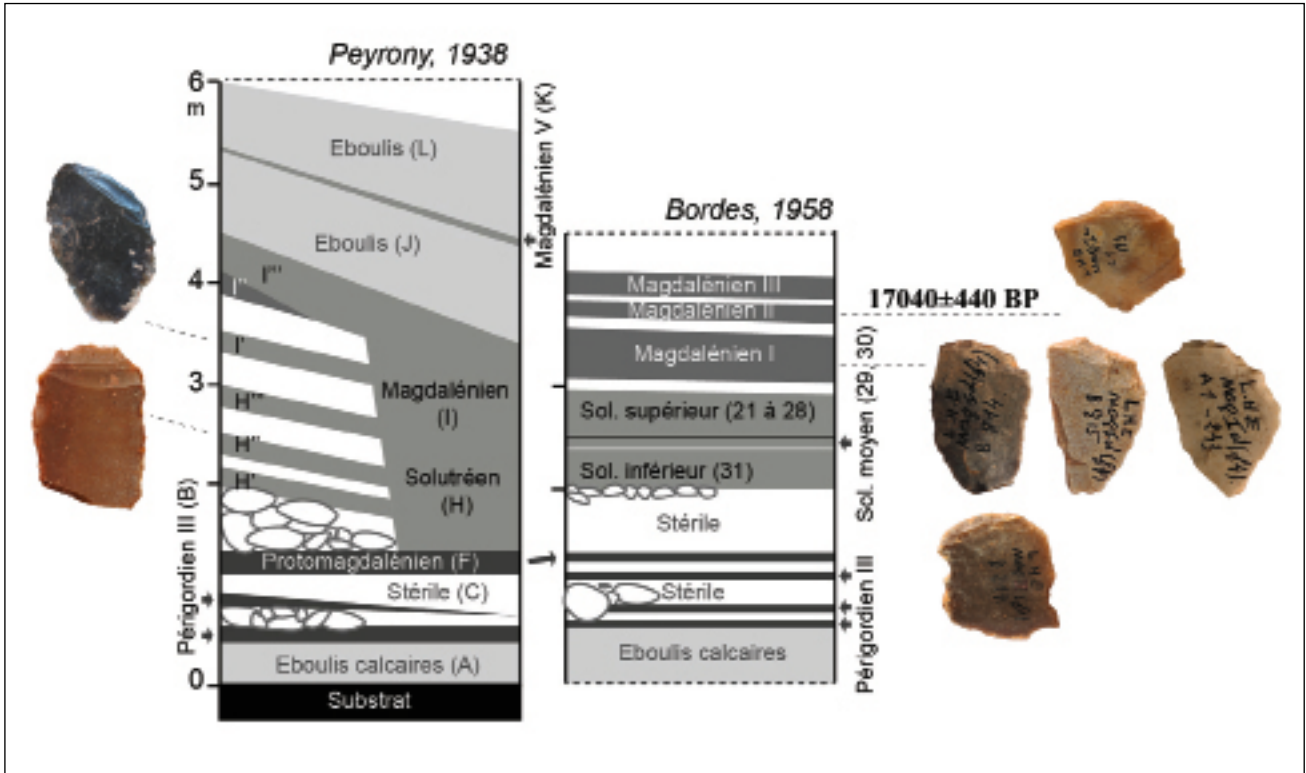 Peyrony, 1938
6
m
5
4
3
2
1
0
Eboulis (L)
Magdalénien V (K)
Eboulis (J)
I'''
I''
I'
H'''
H''
H'
Magdalénien
(I)
Solutréen
(H)
Périgordien III (B)
Protomagdalénien (F)
Stérile (C)
Eboulis calcaires (A)
Substrat
Bordes, 1958
Magdalénien III
Magdalénien II
Magdalénien I
Sol. supérieur (21 à 28)
Sol. inférieur (31)
Sol. moyen (29, 30)
Stérile
Stérile
Périgordien III
Eboulis calcaires
17040±440 BP
L.H.E